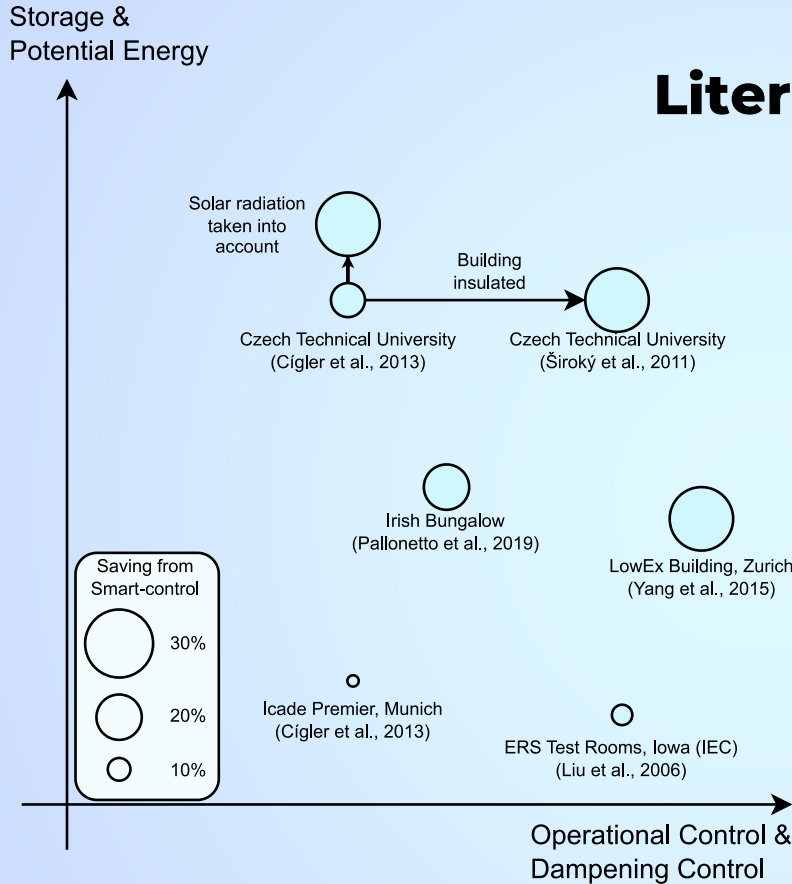 Storage &
Potential Energy
Liter
Solar radiation
taken into
account
Building
insulated
Czech Technical University
(Cígler et al., 2013)
Czech Technical University
(Široký et al., 2011)
Irish Bungalow
(Pallonetto et al., 2019)
LowEx Building, Zurich
(Yang et al., 2015)
Saving from
Smart-control
30%
20%
10%
Icade Premier, Munich
(Cígler et al., 2013)
ERS Test Rooms, Iowa (IEC)
(Liu et al., 2006)
Operational Control &
Dampening Control